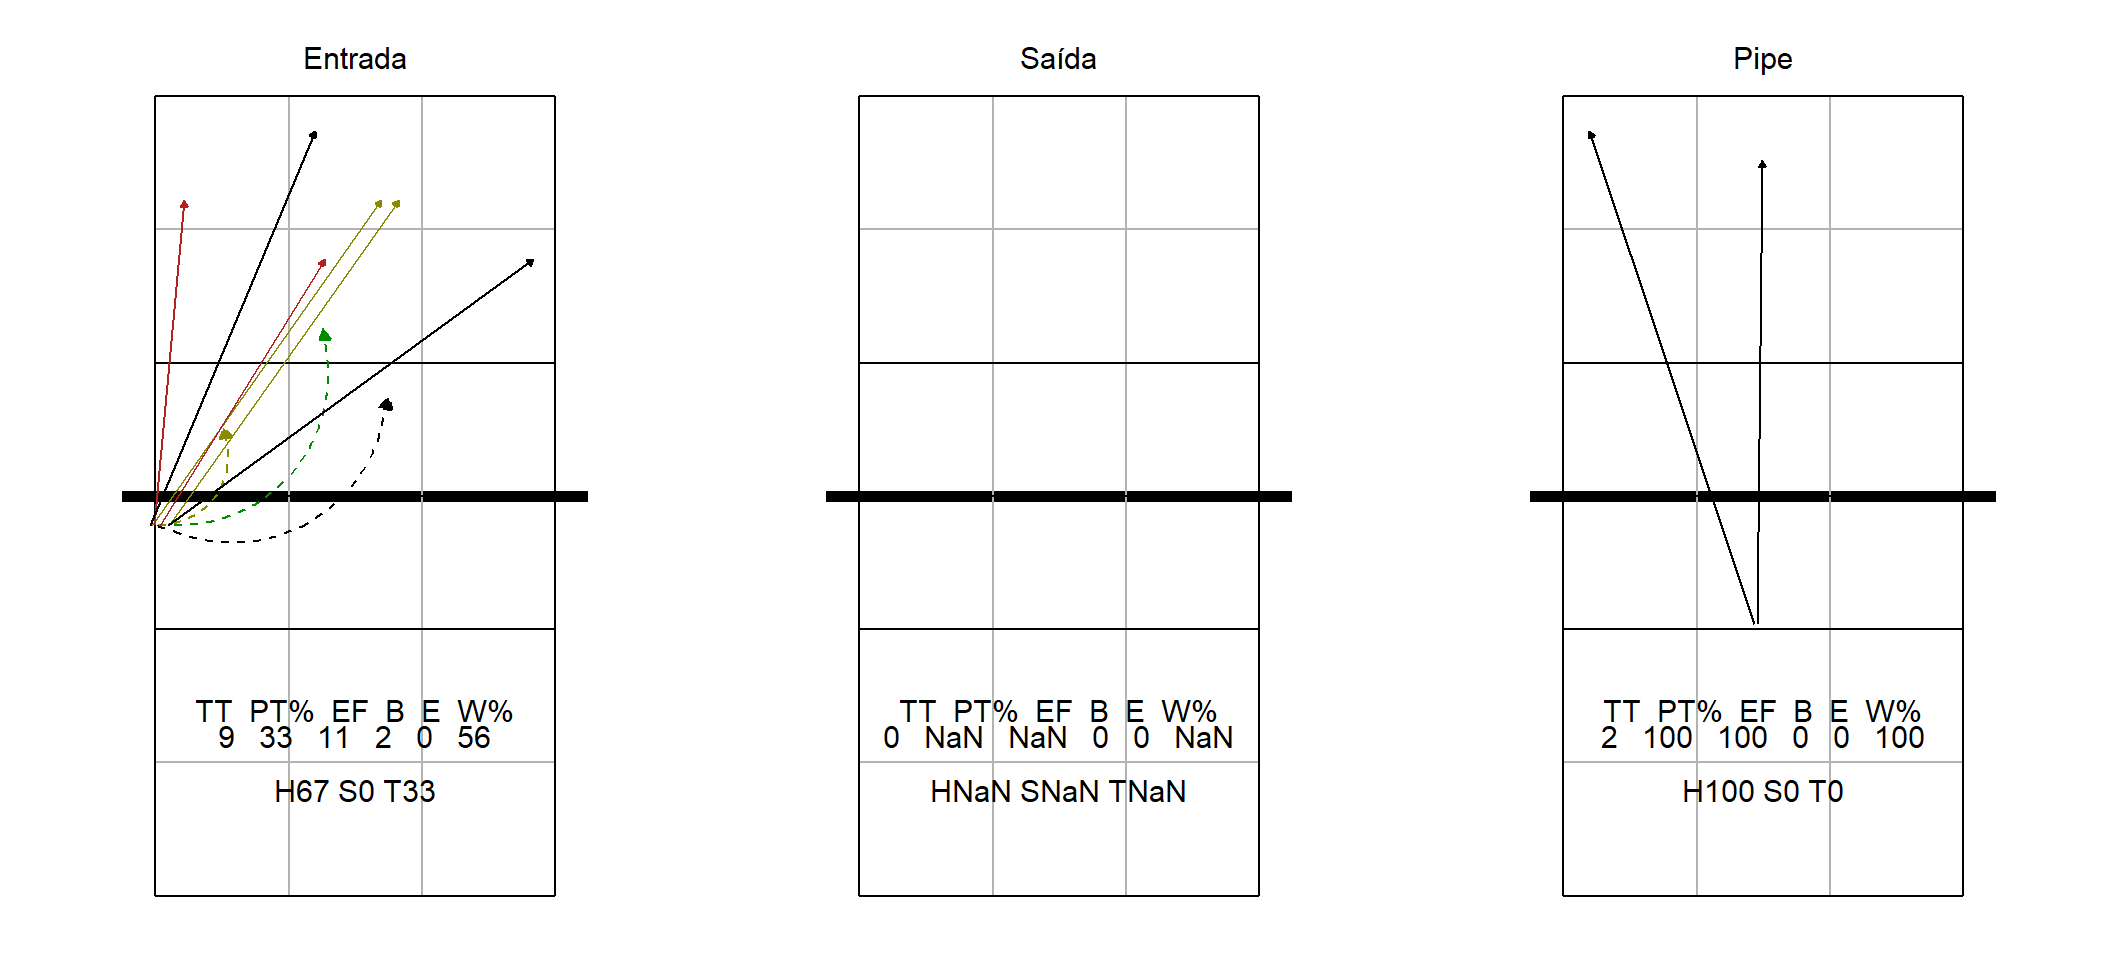 Entrada
TT PT% EF B E W%
9 33 11 2 0 56
H67 S0 T33
Saída
TT PT% EF B E W%
0 NaN NaN 0 0 NaN
HNaN SNaN TNaN
Pipe
TT PT% EF B E W%
2 100 100 0 0 100
H100 S0 T0